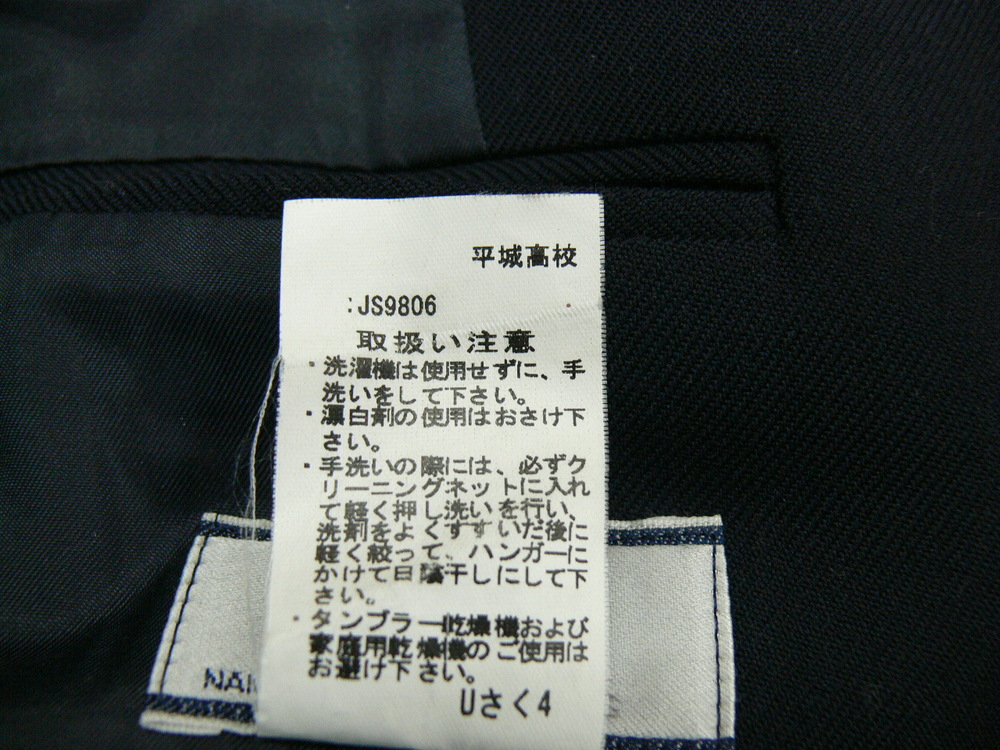 平城高校
:JS9806
取扱い注意
・洗濯機は使用せずに、手
洗いをして下さい。
・漂白剤の使用はおさけ下
さい。
・手洗いの際には、必ずク
リーニングネットに入れ
て軽く押し洗いを行い、
洗剤をよくすすいだ後に
軽く絞って、ハンガーに
かけて日陰干しにして下
さい。
・タンブラー乾燥機および
家庭用乾燥機のご使用は
お避け下さい。
Uさく4